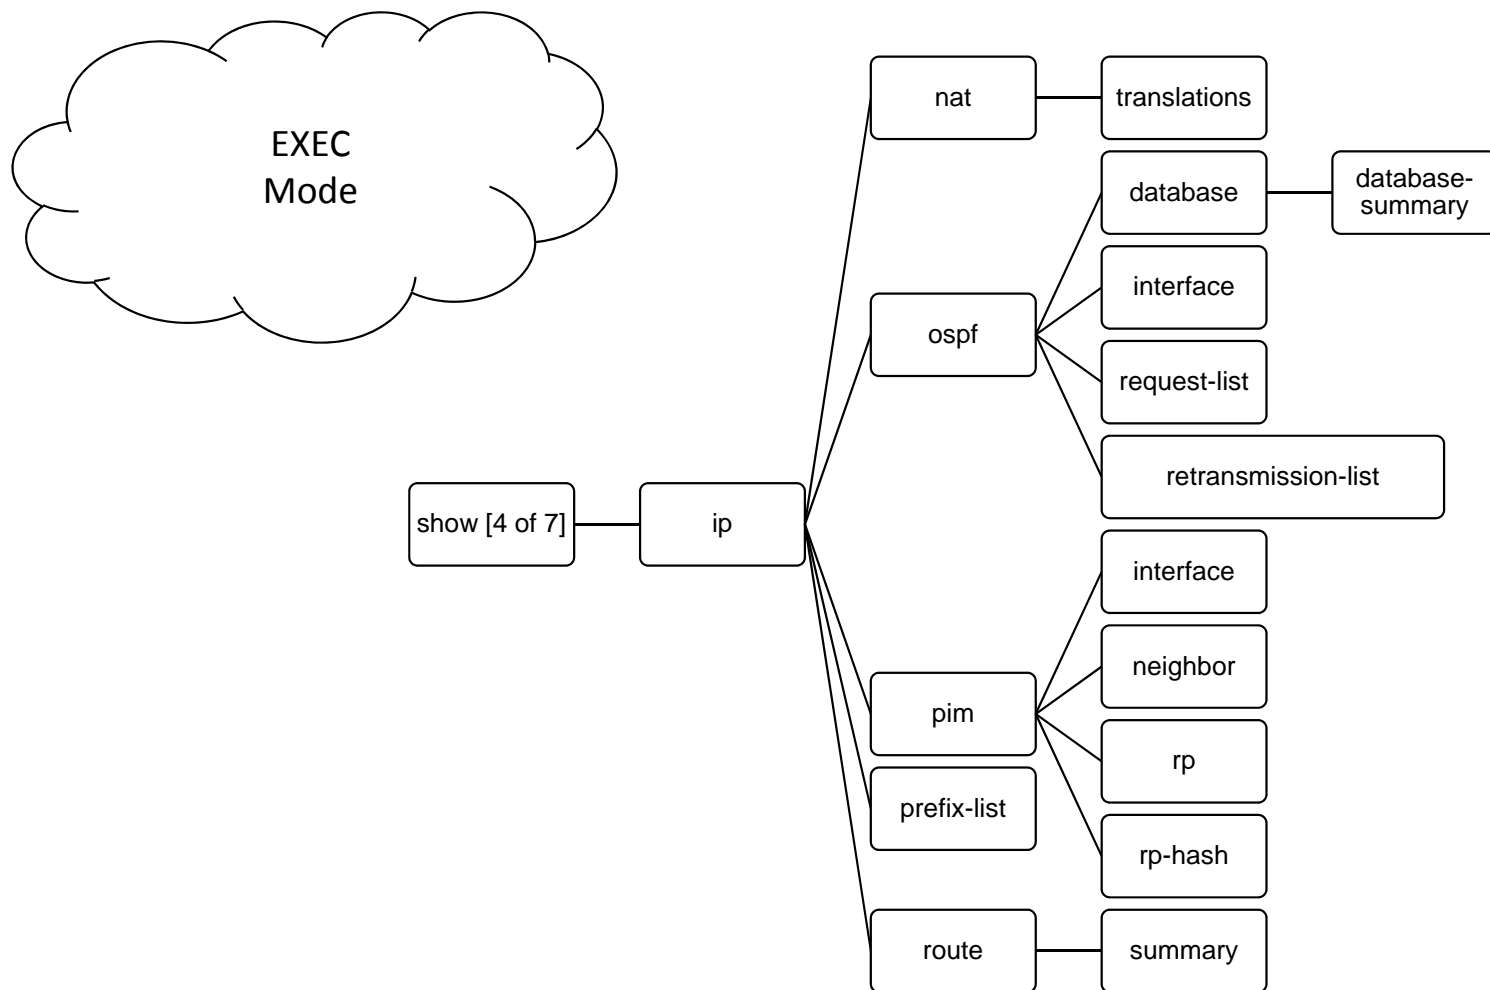 EXEC
Mode
nat
translations
database
database-
summary
interface
ospf
request-list
retransmission-list
show [4 of 7]
ip
interface
neighbor
pim
rp
prefix-list
rp-hash
route
summary